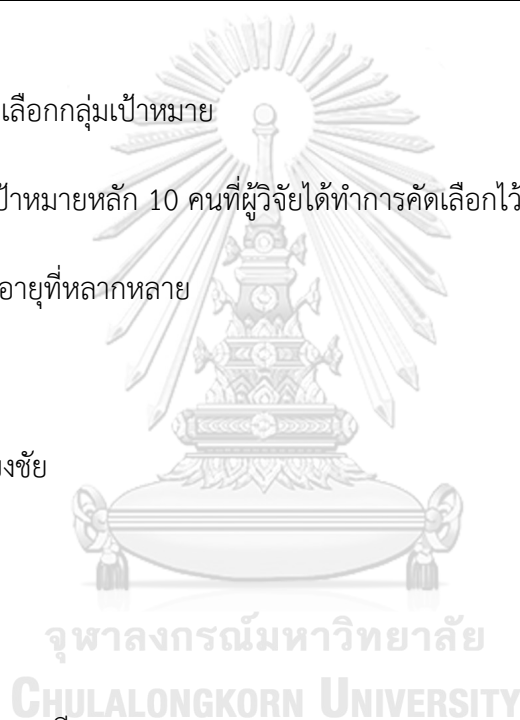 เลือกกลุ่มเป้าหมาย
ป้าหมายหลัก 10 คนที่ผู้วิจัยได้ทำการคัดเลือกไว้
อายุที่หลากหลาย
งชัย
จุฬาลงกรณ์มหาวิทยาลัย
CHULALONGKORN UNIVERSITY